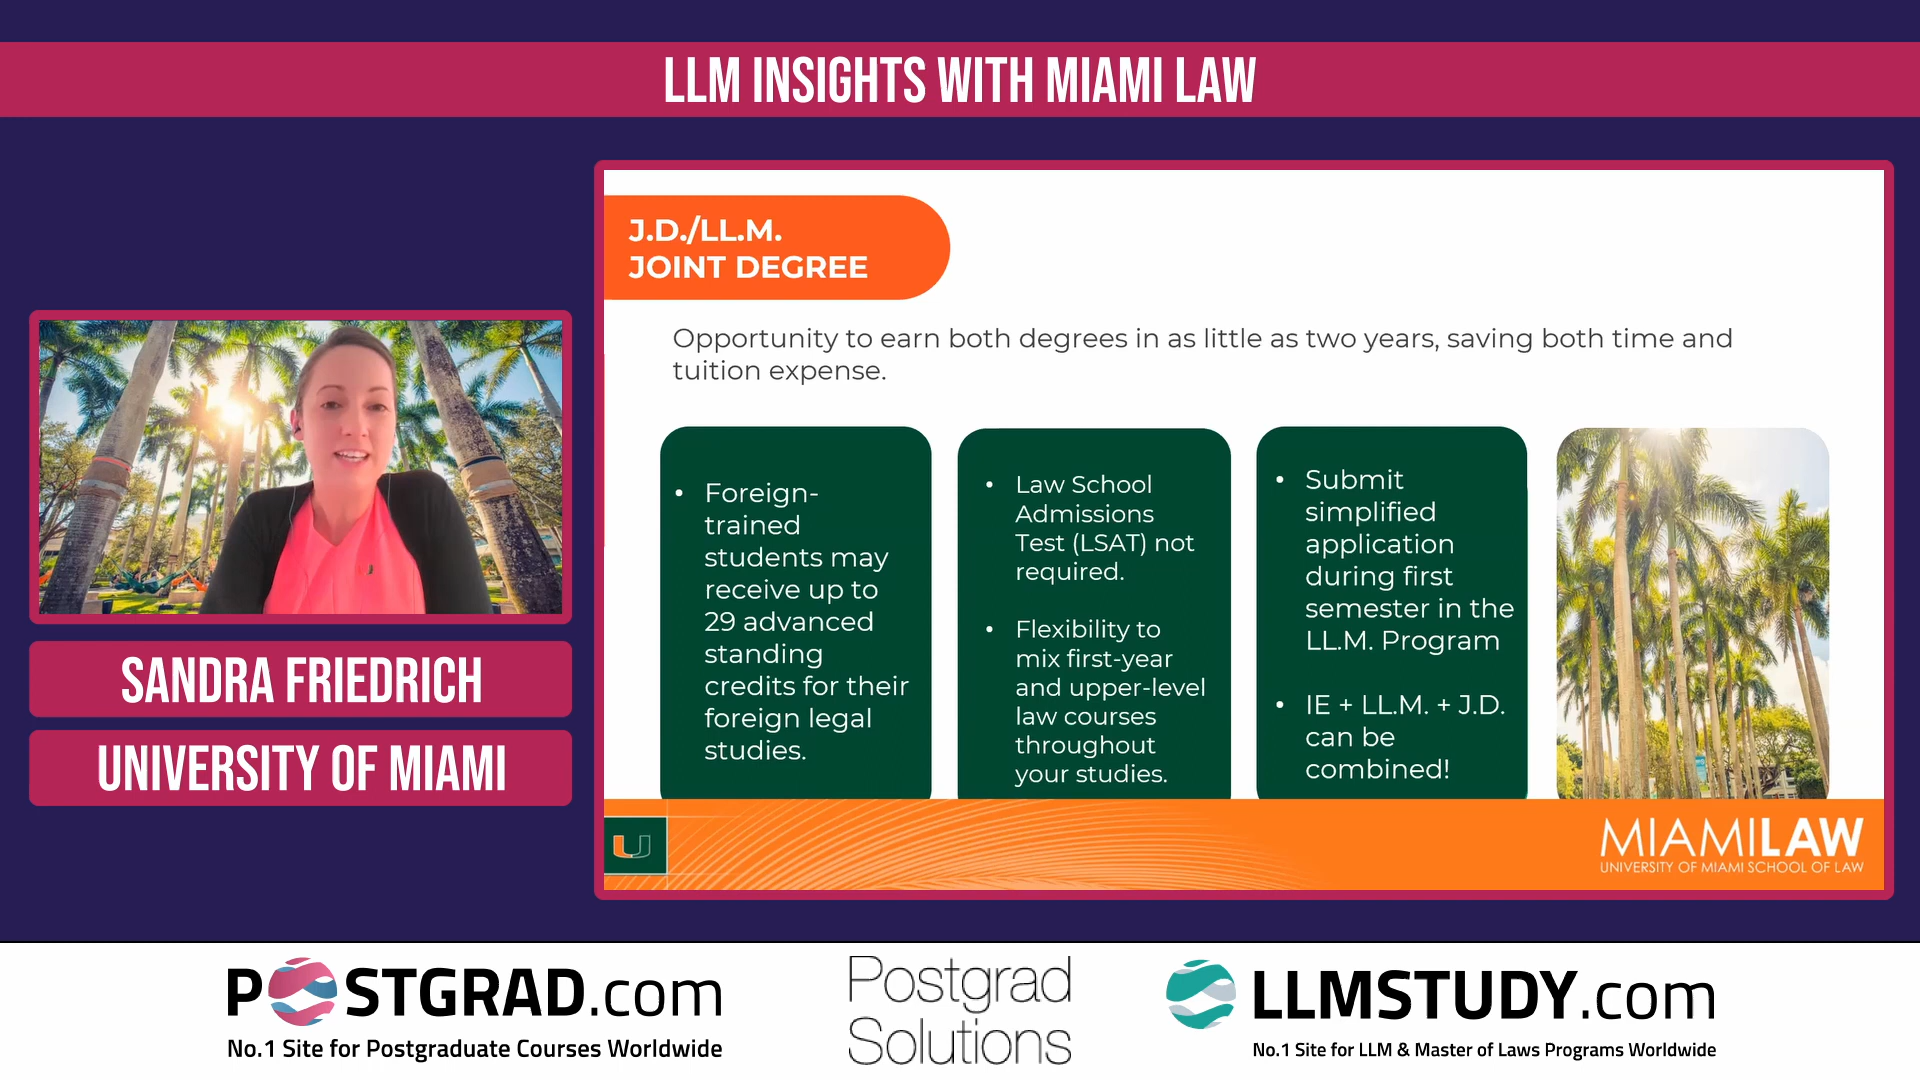 LLM INSIGHTS WITH MIAMI LAW
SANDRA FRIEDRICH
UNIVERSITY OF MIAMI
J.D./LL.M.
JOINT DEGREE
Opportunity to earn both degrees in as little as two years, saving both time and
tuition expense.
• Foreign-
trained
students may
receive up to
29 advanced
standing
credits for their
foreign legal
studies.
• Law School
Admissions
Test (LSAT) not
required.
• Flexibility to
mix first-year
and upper-level
law courses
throughout
your studies.
• Submit
simplified
application
during first
semester in the
LL.M. Program
• IE + LL.M. + J.D.
can be
combined!
U
MIAMILAW
UNIVERSITY OF MIAMI SCHOOL OF LAW
POSTGRAD.com
No.1 Site for Postgraduate Courses Worldwide
Postgrad
Solutions
LLMSTUDY.com
No.1 Site for LLM & Master of Laws Programs Worldwide